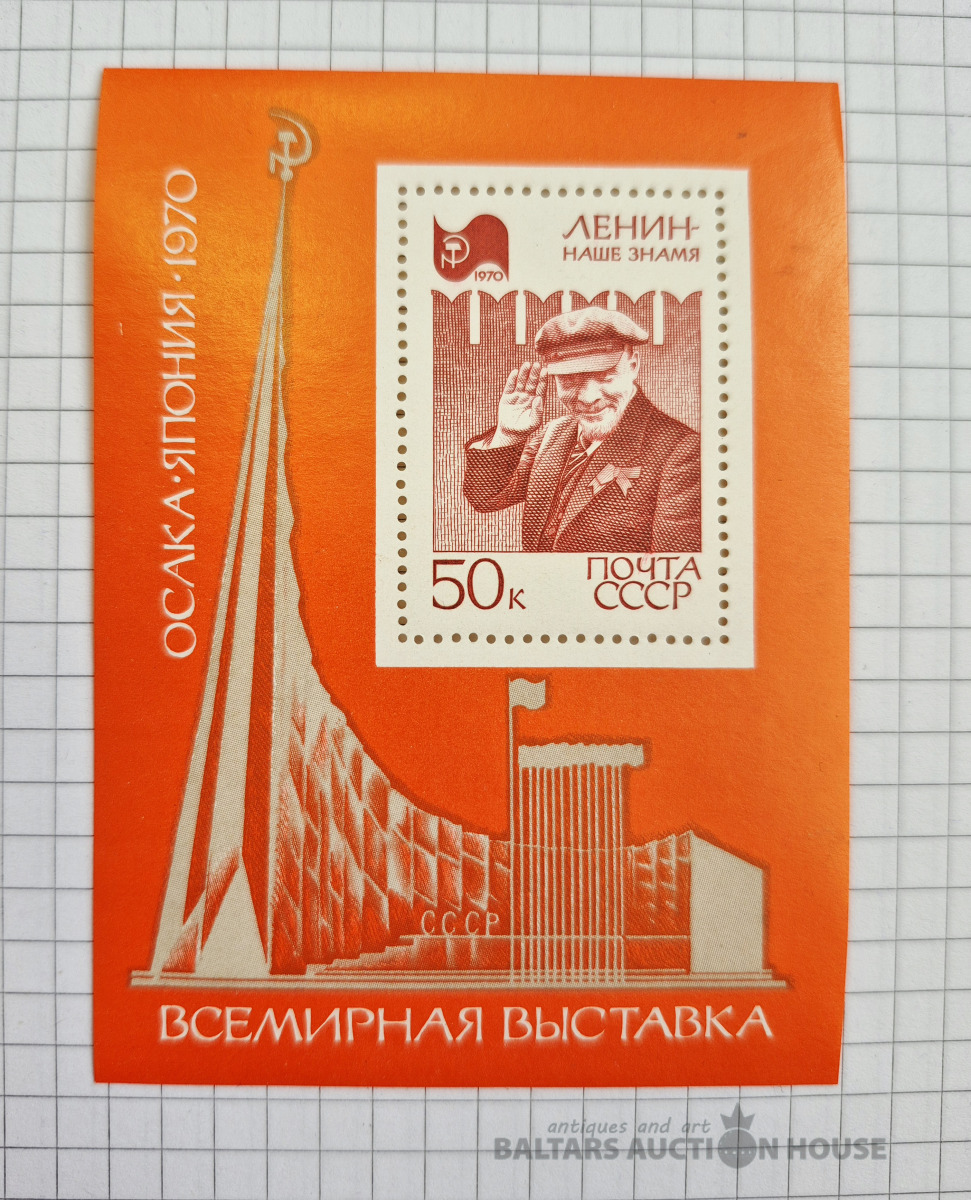 ОСАКА·ЯПОНИЯ·1970
ЛЕНИН-
НАШЕ ЗНАМЯ
1970
50к
ПОЧТА
СССР
СССР
ВСЕМИРНАЯ ВЫСТАВКА
antiques and art
BALTARS AUCTION HOUSE